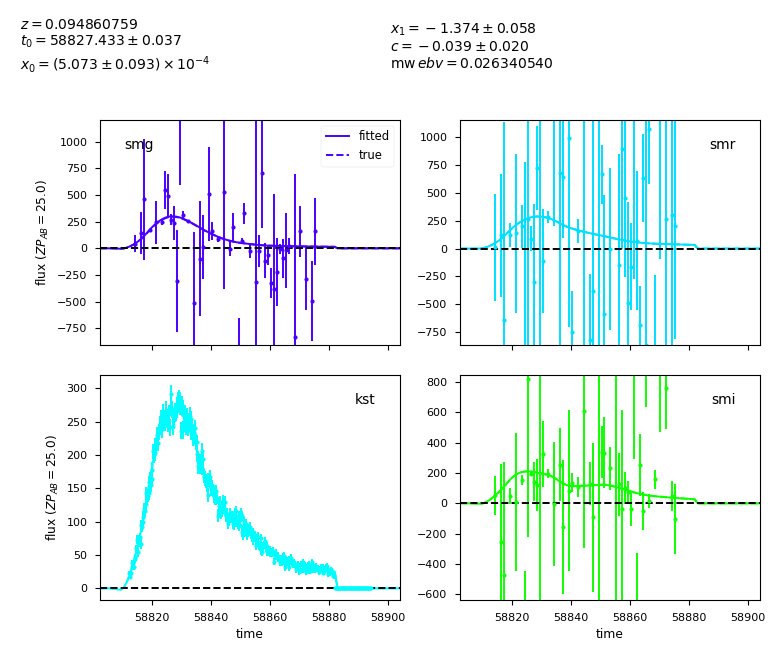 z = 0.094860759
t₀ = 58827.433 ± 0.037
x₀ = (5.073 ± 0.093) × 10⁻⁴
x₁ = −1.374 ± 0.058
c = −0.039 ± 0.020
mw ebv = 0.026340540
smg
fitted
true
1000
750
500
250
0
−250
−500
−750
flux (ZP_AB = 25.0)
smr
1000
750
500
250
0
−250
−500
−750
kst
300
250
200
150
100
50
0
flux (ZP_AB = 25.0)
58820 58840 58860 58880 58900
time
smi
800
600
400
200
0
−200
−400
−600
58820 58840 58860 58880 58900
time